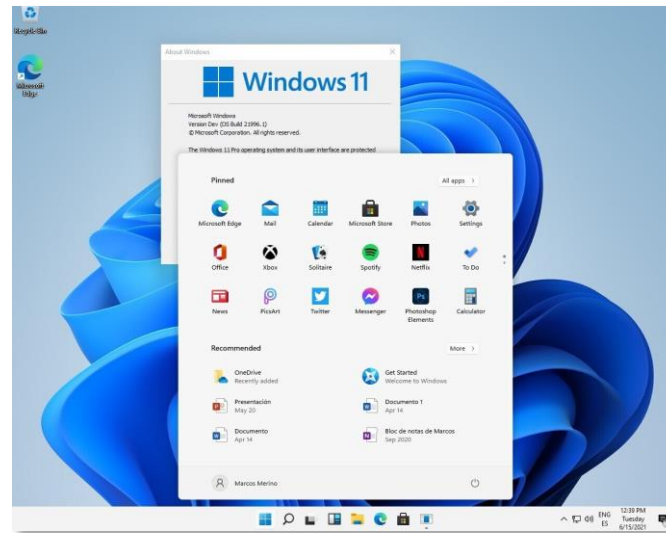 Recycle Bin
Microsoft
Edge
About Windows
Windows 11
Microsoft Windows
Version Dev (OS Build 21996.1)
© Microsoft Corporation. All rights reserved.
The Windows 11 Pro operating system and its user interface are protected
Pinned
All apps
Microsoft Edge
Mail
Calendar
Microsoft Store
Photos
Settings
Office
Xbox
Solitaire
Spotify
Netflix
To Do
News
PicsArt
Twitter
Messenger
Photoshop
Elements
Calculator
Recommended
More
OneDrive
Recently added
Get Started
Welcome to Windows
Presentación
May 20
Documento 1
Apr 14
Documento
Apr 14
Bloc de notas de Marcos
Sep 2020
Marcos Merino
ENG
ES
12:39 PM
Tuesday
6/15/2021